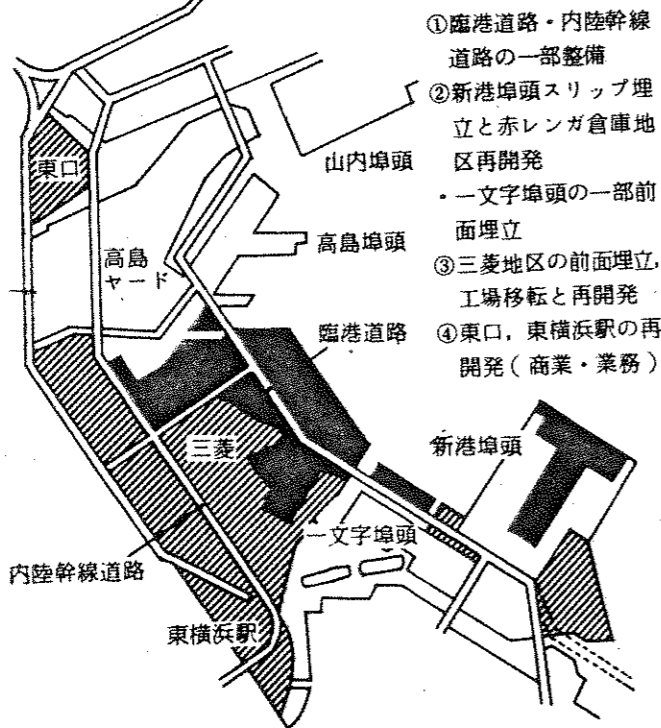 ①臨港道路・内陸幹線
道路の一部整備
②新港埠頭スリップ埋
立と赤レンガ倉庫地
区再開発
・一文字埠頭の一部前
面埋立
③三菱地区の前面埋立,
工場移転と再開発
④東口,東横浜駅の再
開発(商業・業務)
東口
山内埠頭
高島埠頭
高島
ヤード
臨港道路
三菱
新港埠頭
一文字埠頭
内陸幹線道路
東横浜駅